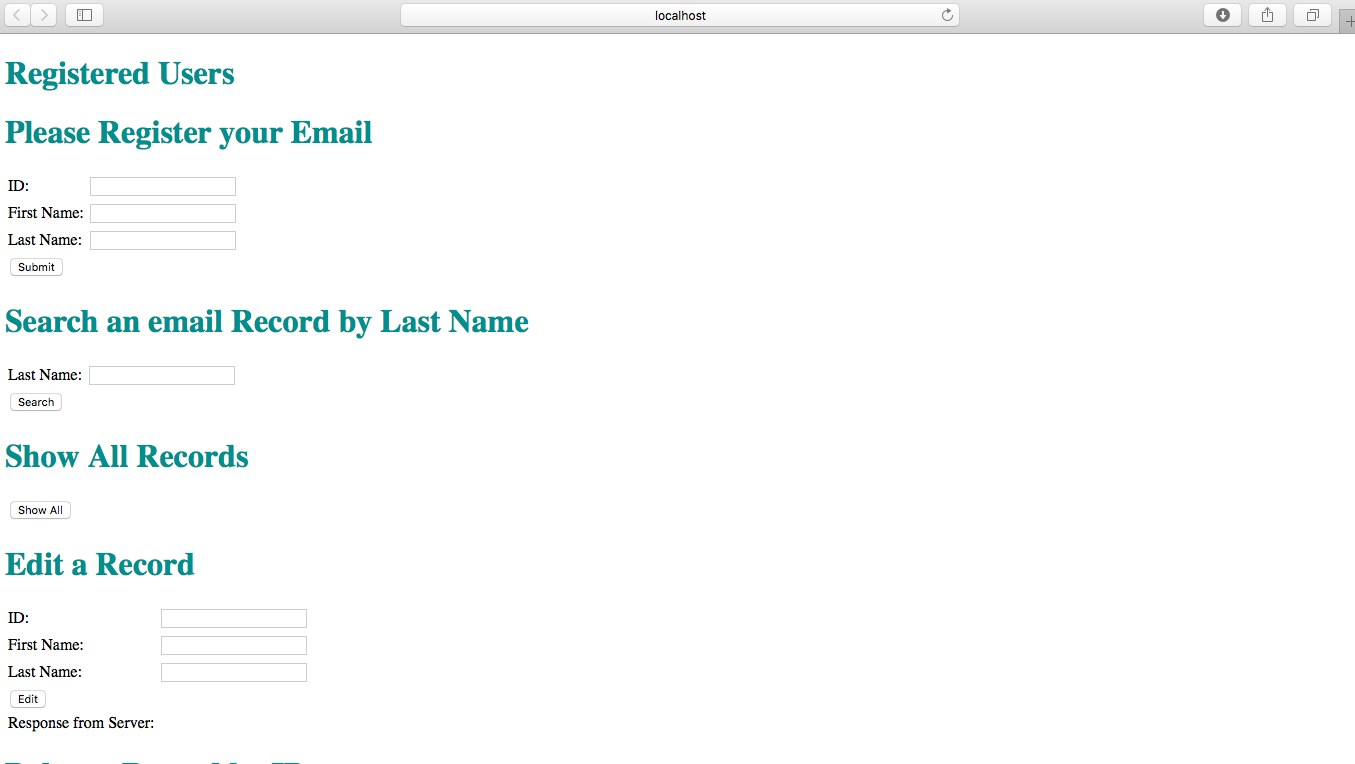 localhost
Registered Users
Please Register your Email
ID:
First Name:
Last Name:
Submit
Search an email Record by Last Name
Last Name:
Search
Show All Records
Show All
Edit a Record
ID:
First Name:
Last Name:
Edit
Response from Server: